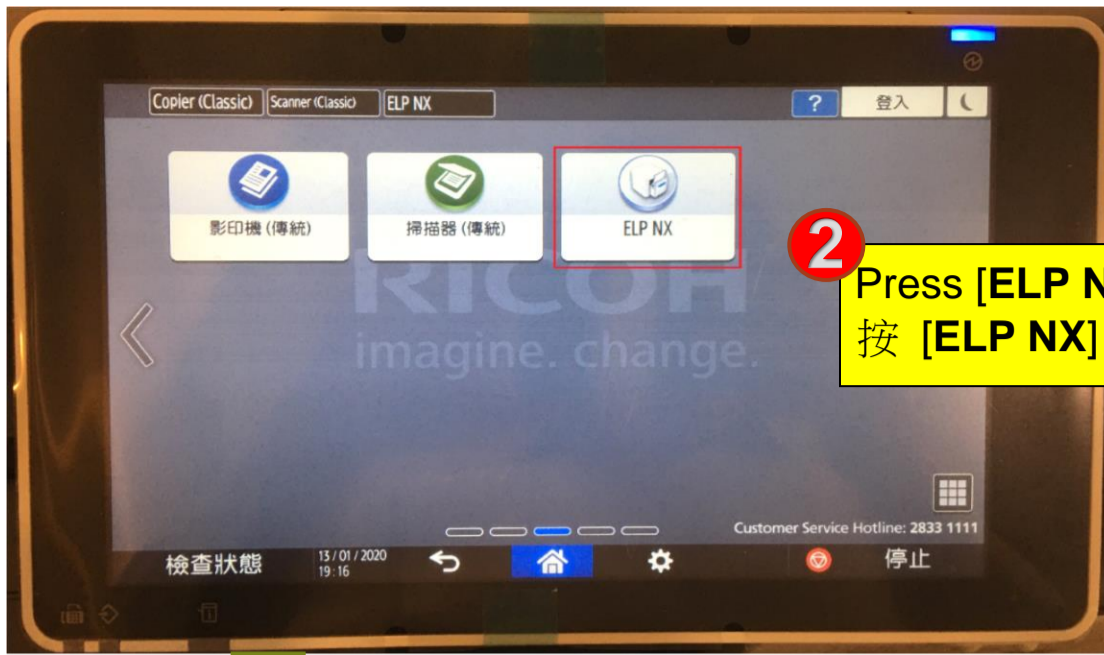 Copier (Classic) Scanner (Classic) ELP NX ? 登入
影印機 (傳統) 掃描器 (傳統) ELP NX
RICOH
imagine. change.
2
Press [ELP N
按 [ELP NX]
Customer Service Hotline: 2833 1111
檢查狀態 13 / 01 / 2020 停止
19 : 16